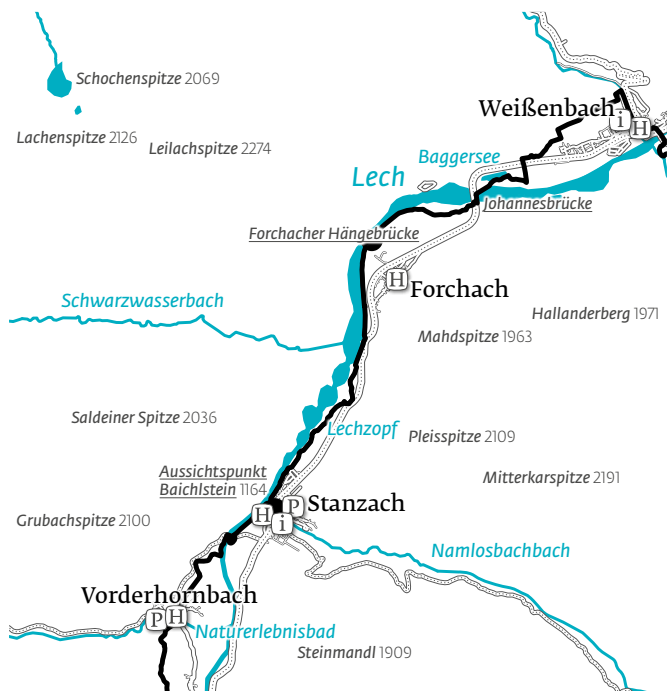 Schochenspitze 2069
Weißenbach
i
H
Lachenspitze 2126
Leilachspitze 2274
Baggersee
Lech
Johannesbrücke
Forchacher Hängebrücke
H
Forchach
Schwarzwasserbach
Hallanderberg 1971
Mahdspitze 1963
Saldeiner Spitze 2036
Lechzopf
Pleisspitze 2109
Aussichtspunkt
Baichlstein 1164
Mitterkarspitze 2191
H
P
i
Stanzach
Grubachspitze 2100
Namlosbachbach
Vorderhornbach
P
H
Naturerlebnisbad
Steinmandl 1909